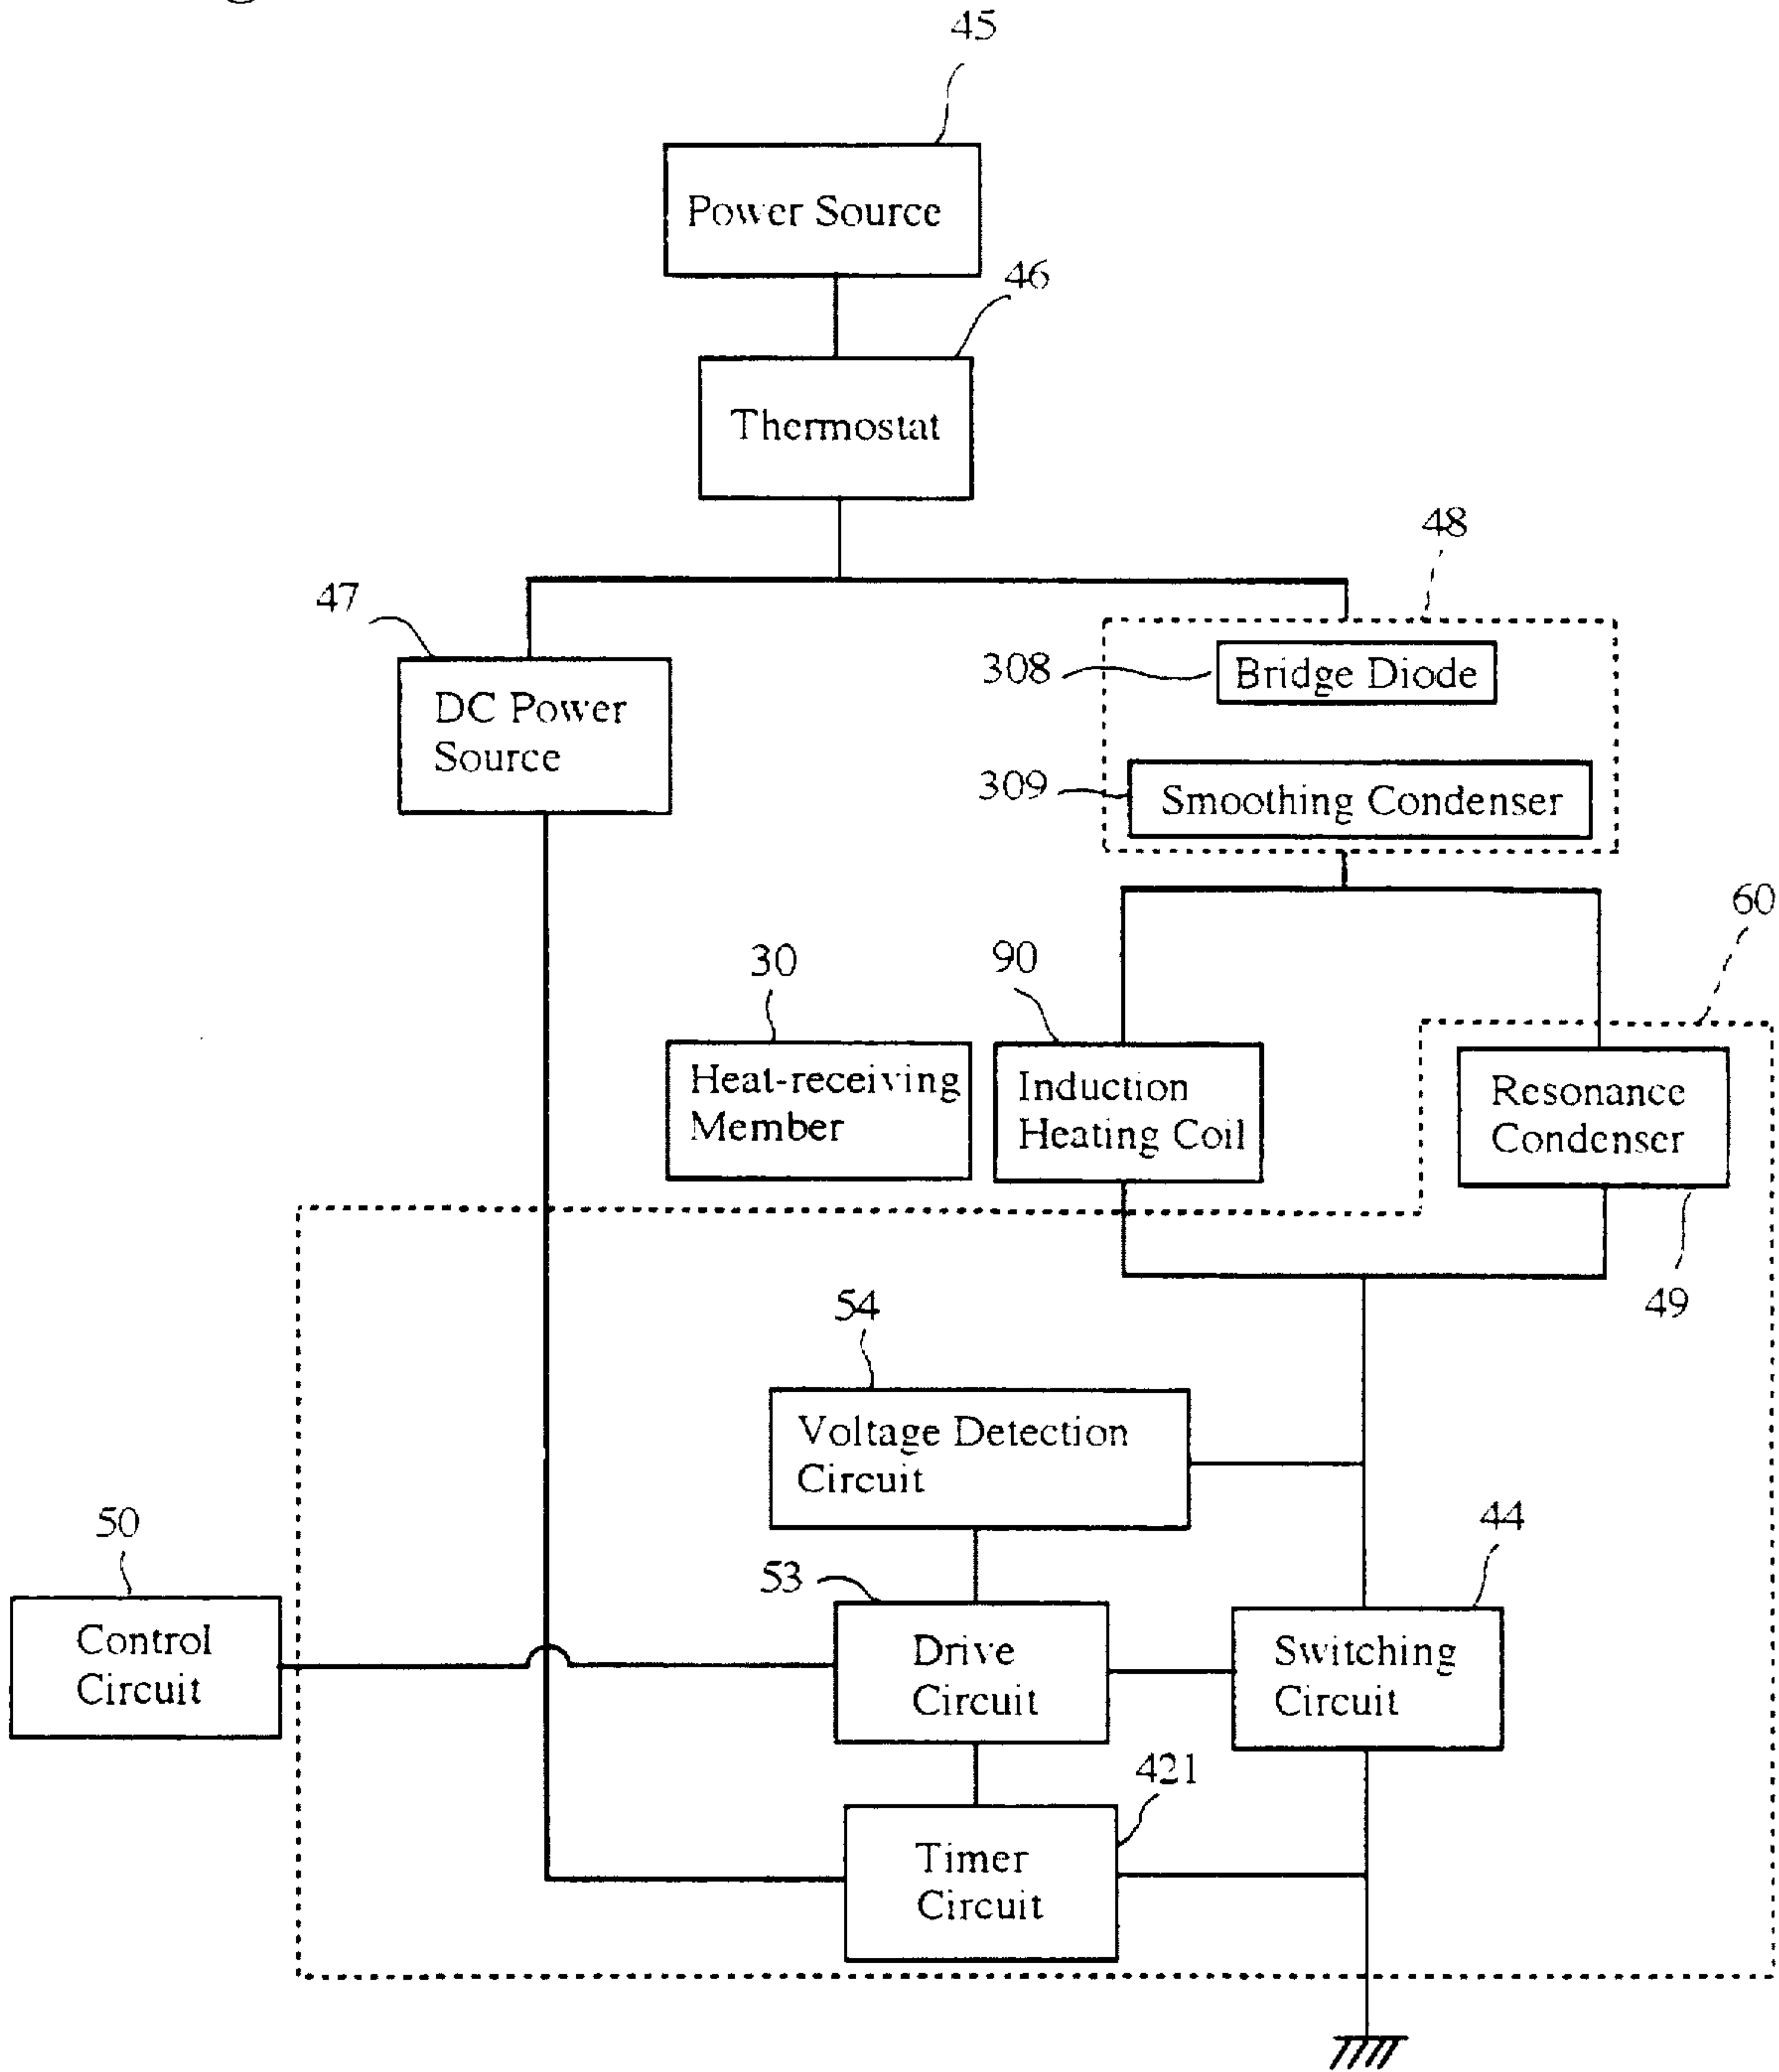 45
Power Source
46
Thermostat
48
47
308
Bridge Diode
DC Power
Source
309
Smoothing Condenser
60
30
90
Heat-receiving
Member
Induction
Heating Coil
Resonance
Condenser
49
54
Voltage Detection
Circuit
50
44
53
Control
Circuit
Drive
Circuit
Switching
Circuit
421
Timer
Circuit